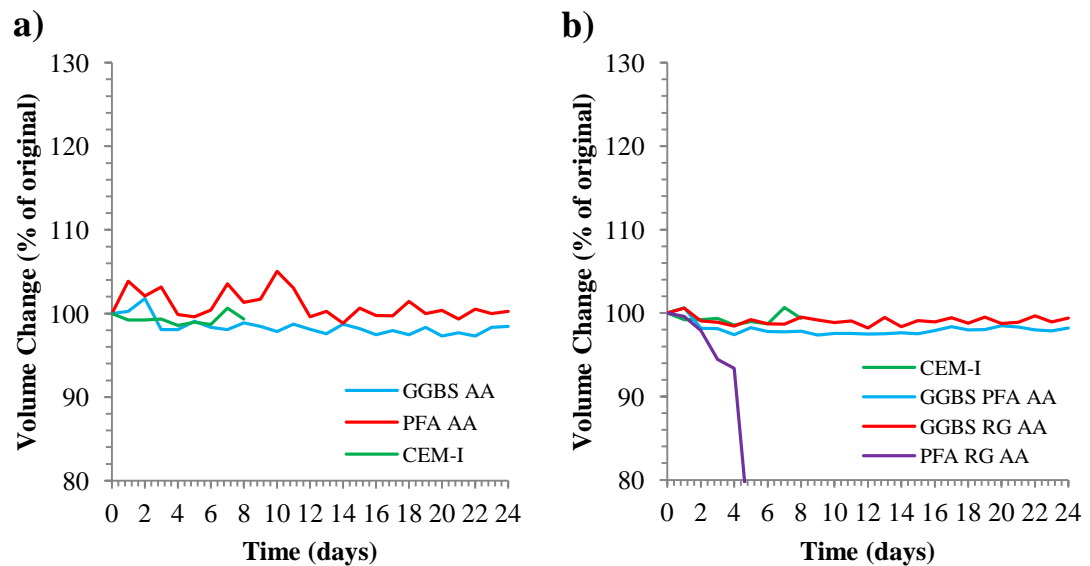 a)
Volume Change (% of original)
130
120
110
100
90
80
GGBS AA
PFA AA
CEM-I
0 2 4 6 8 10 12 14 16 18 20 22 24
Time (days)
b)
Volume Change (% of original)
130
120
110
100
90
80
CEM-I
GGBS PFA AA
GGBS RG AA
PFA RG AA
0 2 4 6 8 10 12 14 16 18 20 22 24
Time (days)